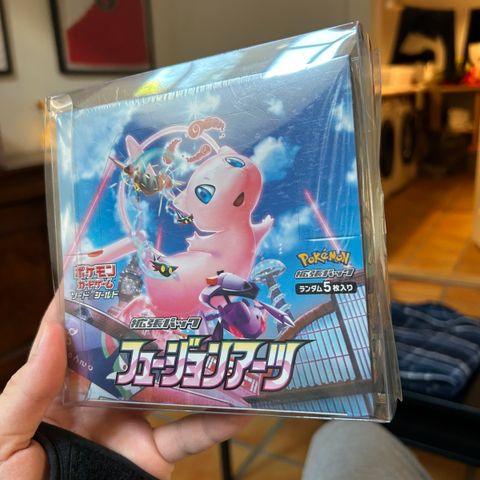 ポケモン
カードゲーム
ソード&シールド
Pokémon
拡張パック
ランダム5枚入り
拡張パック
フュージョンアーツ